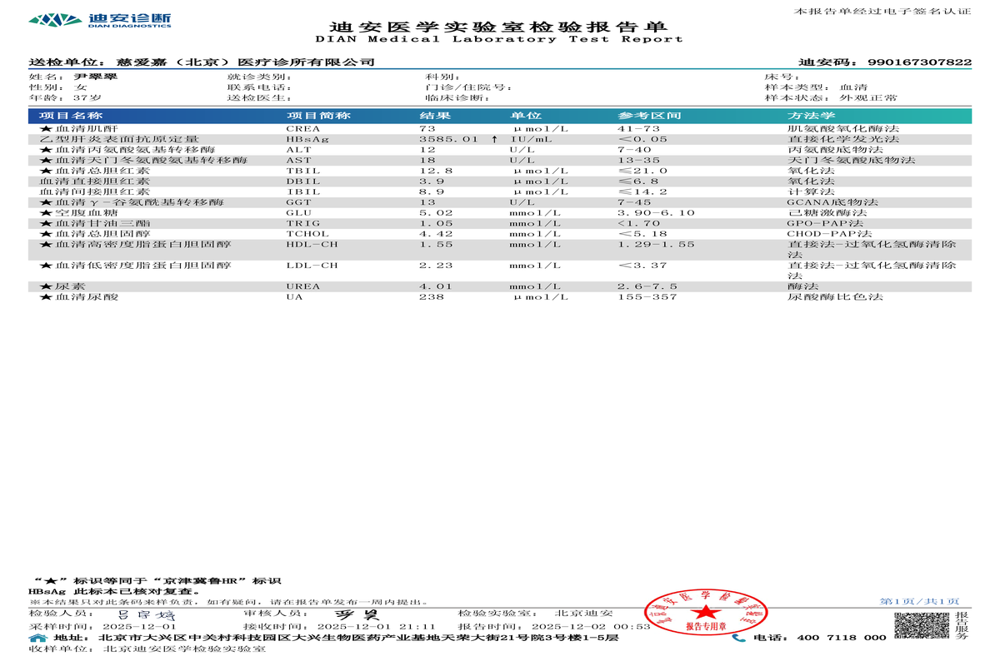 迪安诊断
DIAN DIAGNOSTICS
本报告单经过电子签名认证
迪安医学实验室检验报告单
DIAN Medical Laboratory Test Report
送检单位：慈爱嘉（北京）医疗诊所有限公司 迪安码：990167307822
姓名：尹翠翠 就诊类别： 科别： 床号：
性别：女 联系电话： 门诊/住院号： 样本类型：血清
年龄：37岁 送检医生： 临床诊断： 样本状态：外观正常
项目名称 项目简称 结果 单位 参考区间 方法学
★血清肌酐 CREA 73 μmol/L 41-73 肌氨酸氧化酶法
乙型肝炎表面抗原定量 HBsAg 3585.01 ↑ IU/mL <0.05 直接化学发光法
★血清丙氨酸氨基转移酶 ALT 12 U/L 7-40 丙氨酸底物法
★血清天门冬氨酸氨基转移酶 AST 18 U/L 13-35 天门冬氨酸底物法
★血清总胆红素 TBIL 12.8 μmol/L ≤21.0 氧化法
血清直接胆红素 DBIL 3.9 μmol/L ≤6.8 氧化法
血清间接胆红素 IBIL 8.9 μmol/L ≤14.2 计算法
★血清γ-谷氨酰基转移酶 GGT 13 U/L 7-45 GCANA底物法
★空腹血糖 GLU 5.02 mmol/L 3.90-6.10 己糖激酶法
★血清甘油三酯 TRIG 1.05 mmol/L <1.70 GPO-PAP法
★血清总胆固醇 TCHOL 4.42 mmol/L <5.18 CHOD-PAP法
★血清高密度脂蛋白胆固醇 HDL-CH 1.55 mmol/L 1.29-1.55 直接法-过氧化氢酶清除
法
★血清低密度脂蛋白胆固醇 LDL-CH 2.23 mmol/L <3.37 直接法-过氧化氢酶清除
法
★尿素 UREA 4.01 mmol/L 2.6-7.5 酶法
★血清尿酸 UA 238 μmol/L 155-357 尿酸酶比色法
“★”标识等同于“京津冀鲁HR”标识
HBsAg 此标本已核对复查。
※本结果只对此条码来样负责，如有疑问，请在报告单发布一周内提出。
第1页/共1页
检验人员： 审核人员： 检验实验室： 北京迪安
采样时间：2025-12-01 接收时间：2025-12-01 21:11 报告时间：2025-12-02 00:53
报告专用章
地址：北京市大兴区中关村科技园区大兴生物医药产业基地天荣大街21号院3号楼1-5层 电话：400 7118 000
收样单位：北京迪安医学检验实验室
报告服务